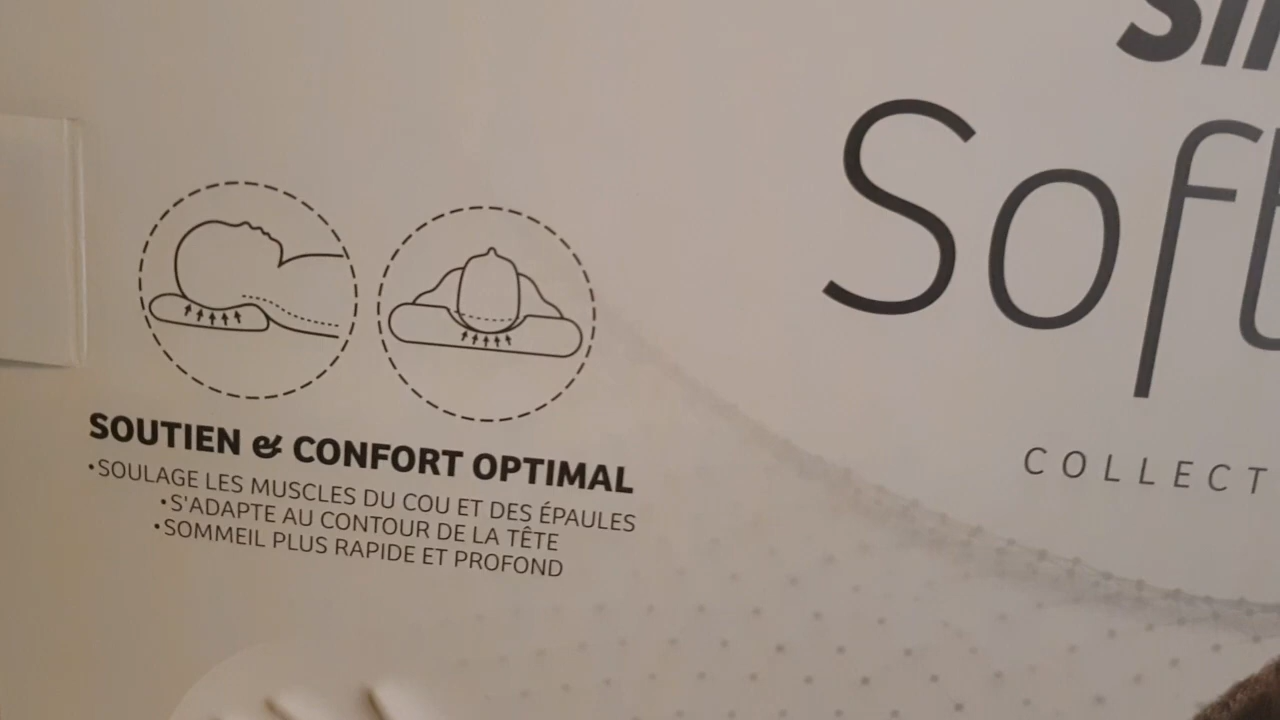 Soft
COLLECT
SOUTIEN & CONFORT OPTIMAL
•SOULAGE LES MUSCLES DU COU ET DES ÉPAULES
•S'ADAPTE AU CONTOUR DE LA TÊTE
•SOMMEIL PLUS RAPIDE ET PROFOND